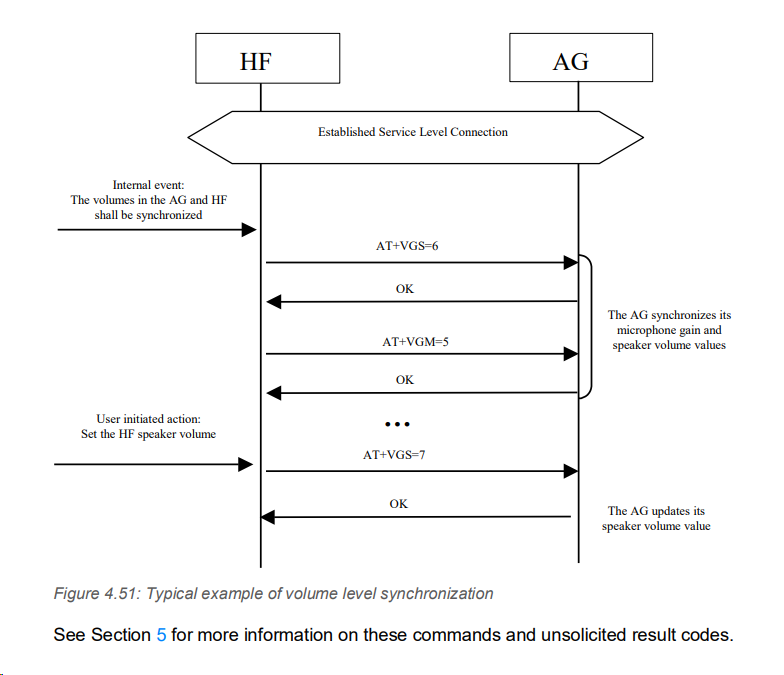 HF
AG
Established Service Level Connection
Internal event:
The volumes in the AG and HF
shall be synchronized
AT+VGS=6
OK
The AG synchronizes its
microphone gain and
speaker volume values
AT+VGM=5
OK
User initiated action:
Set the HF speaker volume
...
AT+VGS=7
OK
The AG updates its
speaker volume value
Figure 4.51: Typical example of volume level synchronization
See Section 5 for more information on these commands and unsolicited result codes.